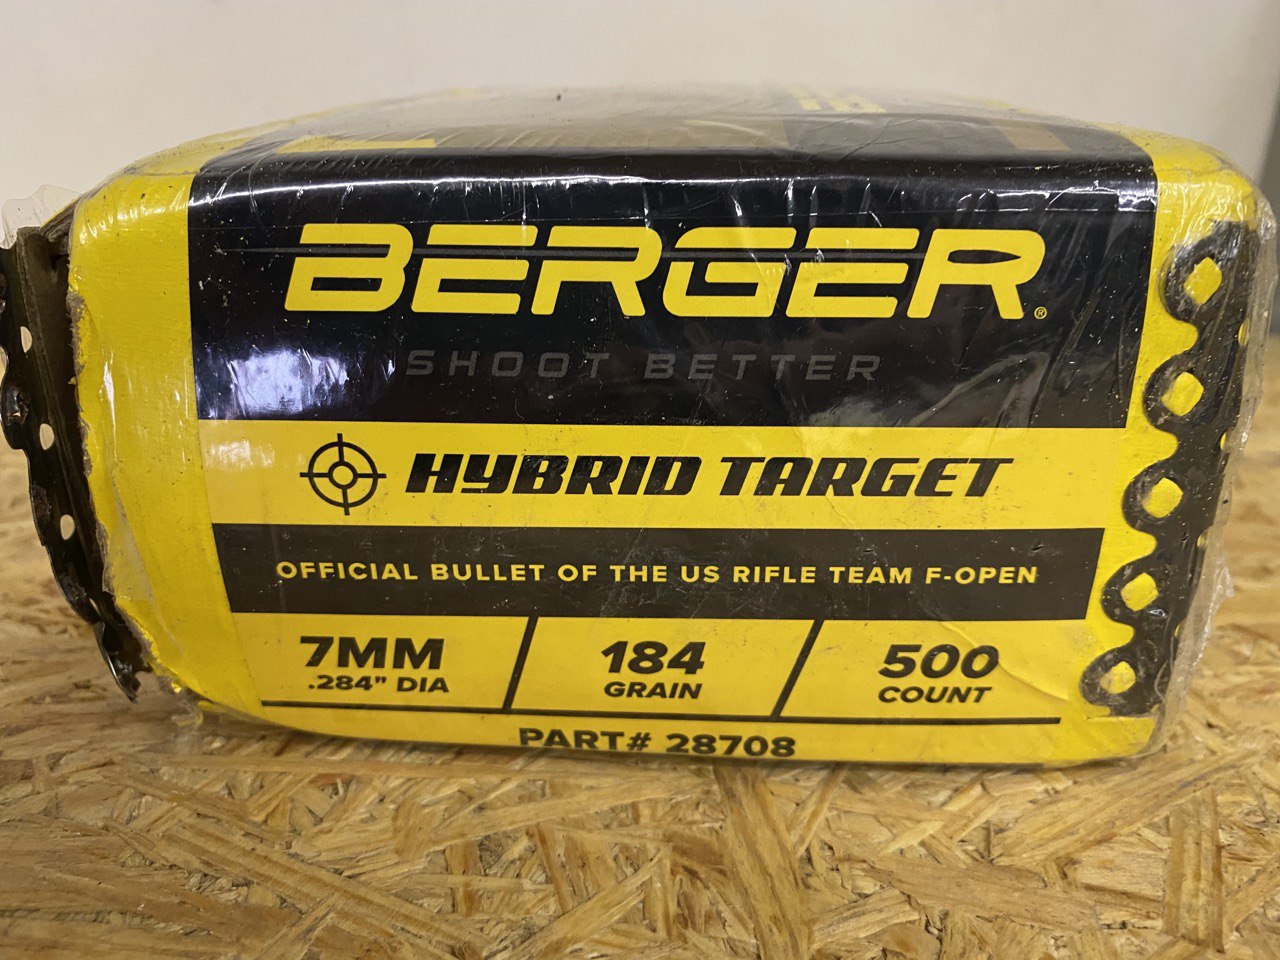 BERGER®
SHOOT BETTER
HYBRID TARGET
OFFICIAL BULLET OF THE US RIFLE TEAM F-OPEN
7MM 184 500
.284" DIA GRAIN COUNT
PART# 28708